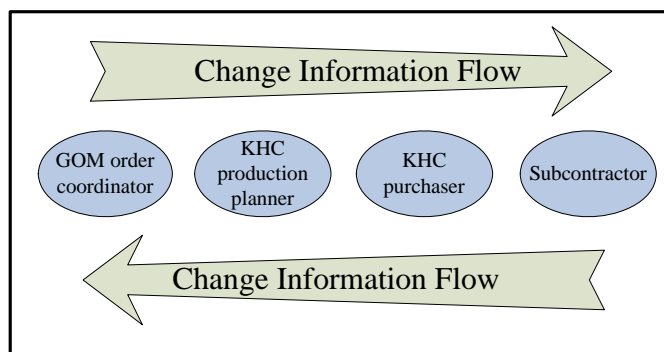 Change Information Flow
GOM order
coordinator
KHC
production
planner
KHC
purchaser
Subcontractor
Change Information Flow